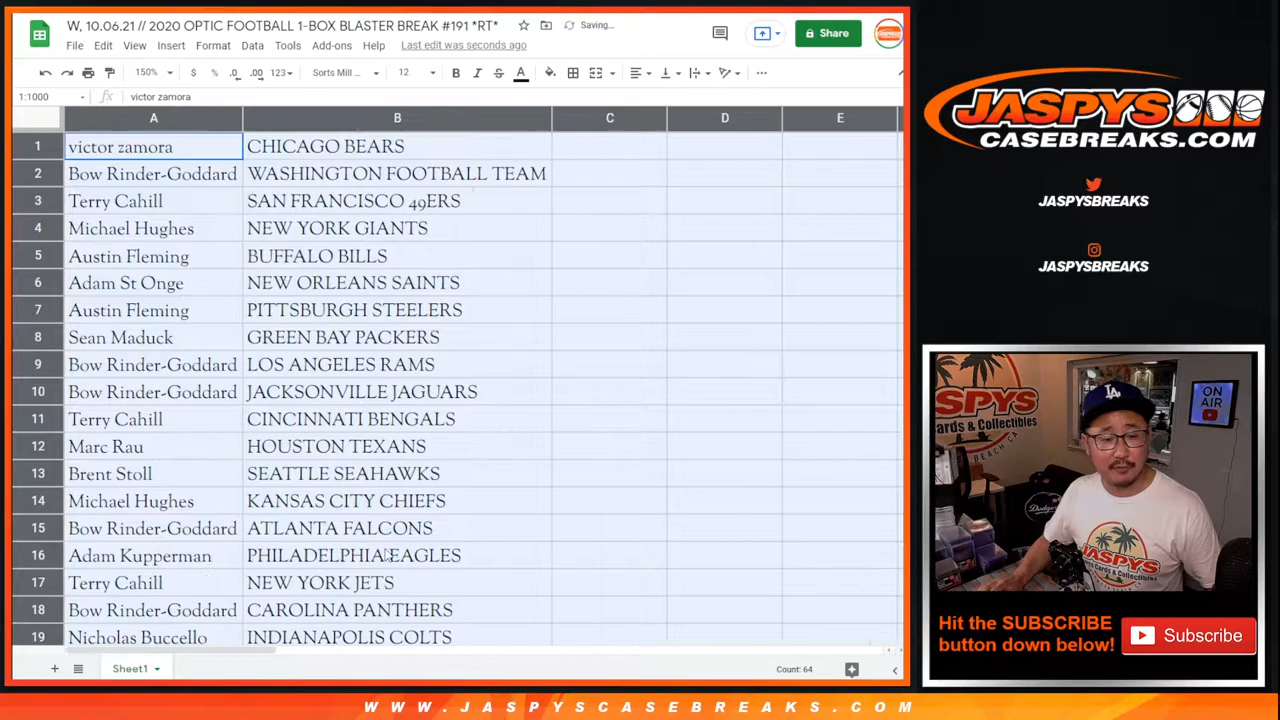 W, 10.06.21 // 2020 OPTIC FOOTBALL 1-BOX BLASTER BREAK #191 *RT*
Saving...
File Edit View Insert Format Data Tools Add-ons Help Last edit was seconds ago
Share
150% $ % .0 .00 123 Sorts Mill ... 12 B I S A
1:1000 fx victor zamora
A B C D E
1 victor zamora CHICAGO BEARS
2 Bow Rinder-Goddard WASHINGTON FOOTBALL TEAM
3 Terry Cahill SAN FRANCISCO 49ERS
4 Michael Hughes NEW YORK GIANTS
5 Austin Fleming BUFFALO BILLS
6 Adam St Onge NEW ORLEANS SAINTS
7 Austin Fleming PITTSBURGH STEELERS
8 Sean Maduck GREEN BAY PACKERS
9 Bow Rinder-Goddard LOS ANGELES RAMS
10 Bow Rinder-Goddard JACKSONVILLE JAGUARS
11 Terry Cahill CINCINNATI BENGALS
12 Marc Rau HOUSTON TEXANS
13 Brent Stoll SEATTLE SEAHAWKS
14 Michael Hughes KANSAS CITY CHIEFS
15 Bow Rinder-Goddard ATLANTA FALCONS
16 Adam Kupperman PHILADELPHIA EAGLES
17 Terry Cahill NEW YORK JETS
18 Bow Rinder-Goddard CAROLINA PANTHERS
19 Nicholas Buccello INDIANAPOLIS COLTS
Sheet1
Count: 64
JASPYS
CASEBREAKS.COM
JASPYSBREAKS
JASPYSBREAKS
ON
AIR
Cards & Collectibles
BEACH CA
Dodgers
LA
JASPYS
Hit the SUBSCRIBE
button down below!
Subscribe
WWW.JASPYSCASEBREAKS.COM